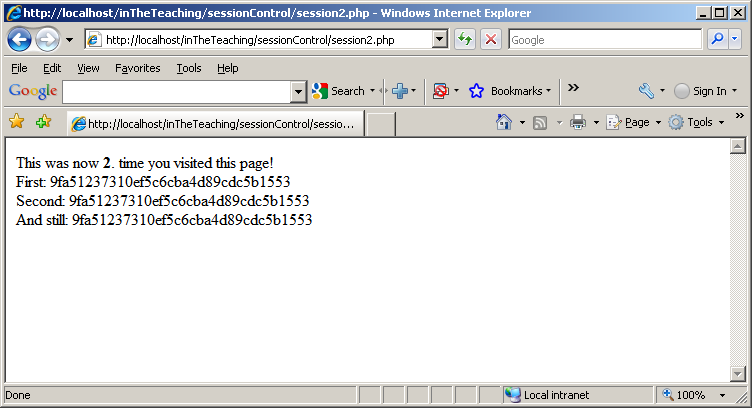 http://localhost/inTheTeaching/sessionControl/session2.php - Windows Internet Explorer
http://localhost/inTheTeaching/sessionControl/session2.php Google
File Edit View Favorites Tools Help
Google Search Bookmarks Sign In
http://localhost/inTheTeaching/sessionControl/sessio... Page Tools
This was now 2. time you visited this page!
First: 9fa51237310ef5c6cba4d89cdc5b1553
Second: 9fa51237310ef5c6cba4d89cdc5b1553
And still: 9fa51237310ef5c6cba4d89cdc5b1553
Done Local intranet 100%